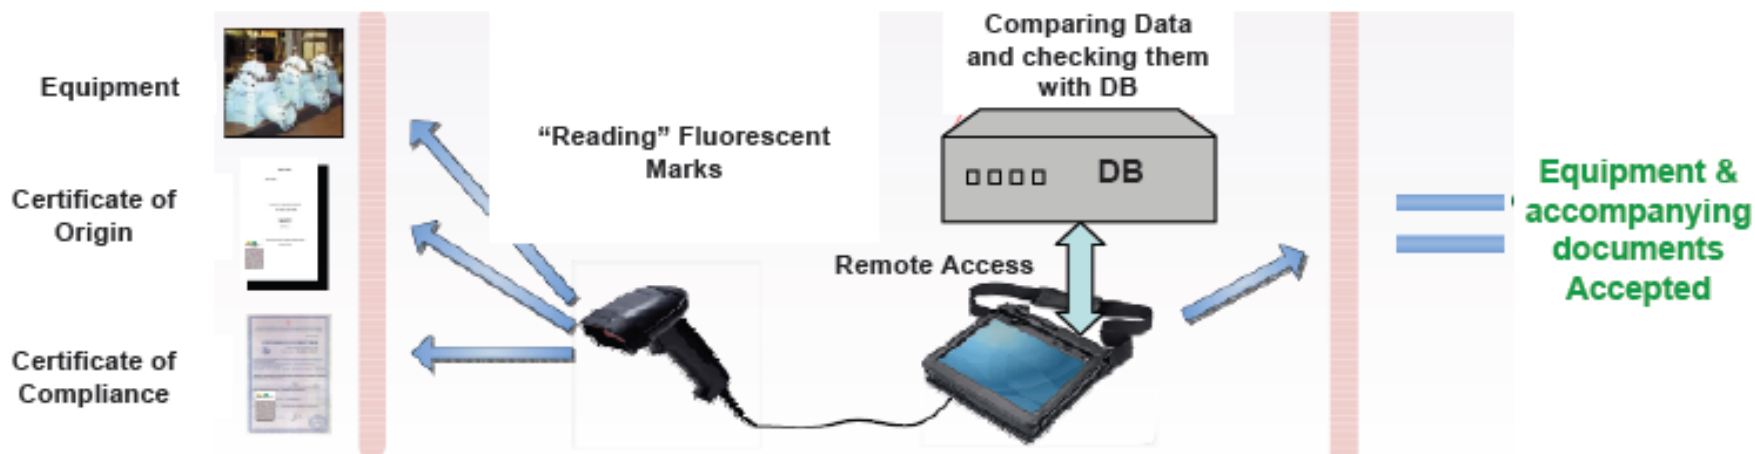 Equipment
Certificate of
Origin
Certificate of
Compliance
“Reading” Fluorescent
Marks
Comparing Data
and checking them
with DB
DB
Remote Access
Equipment &
accompanying
documents
Accepted